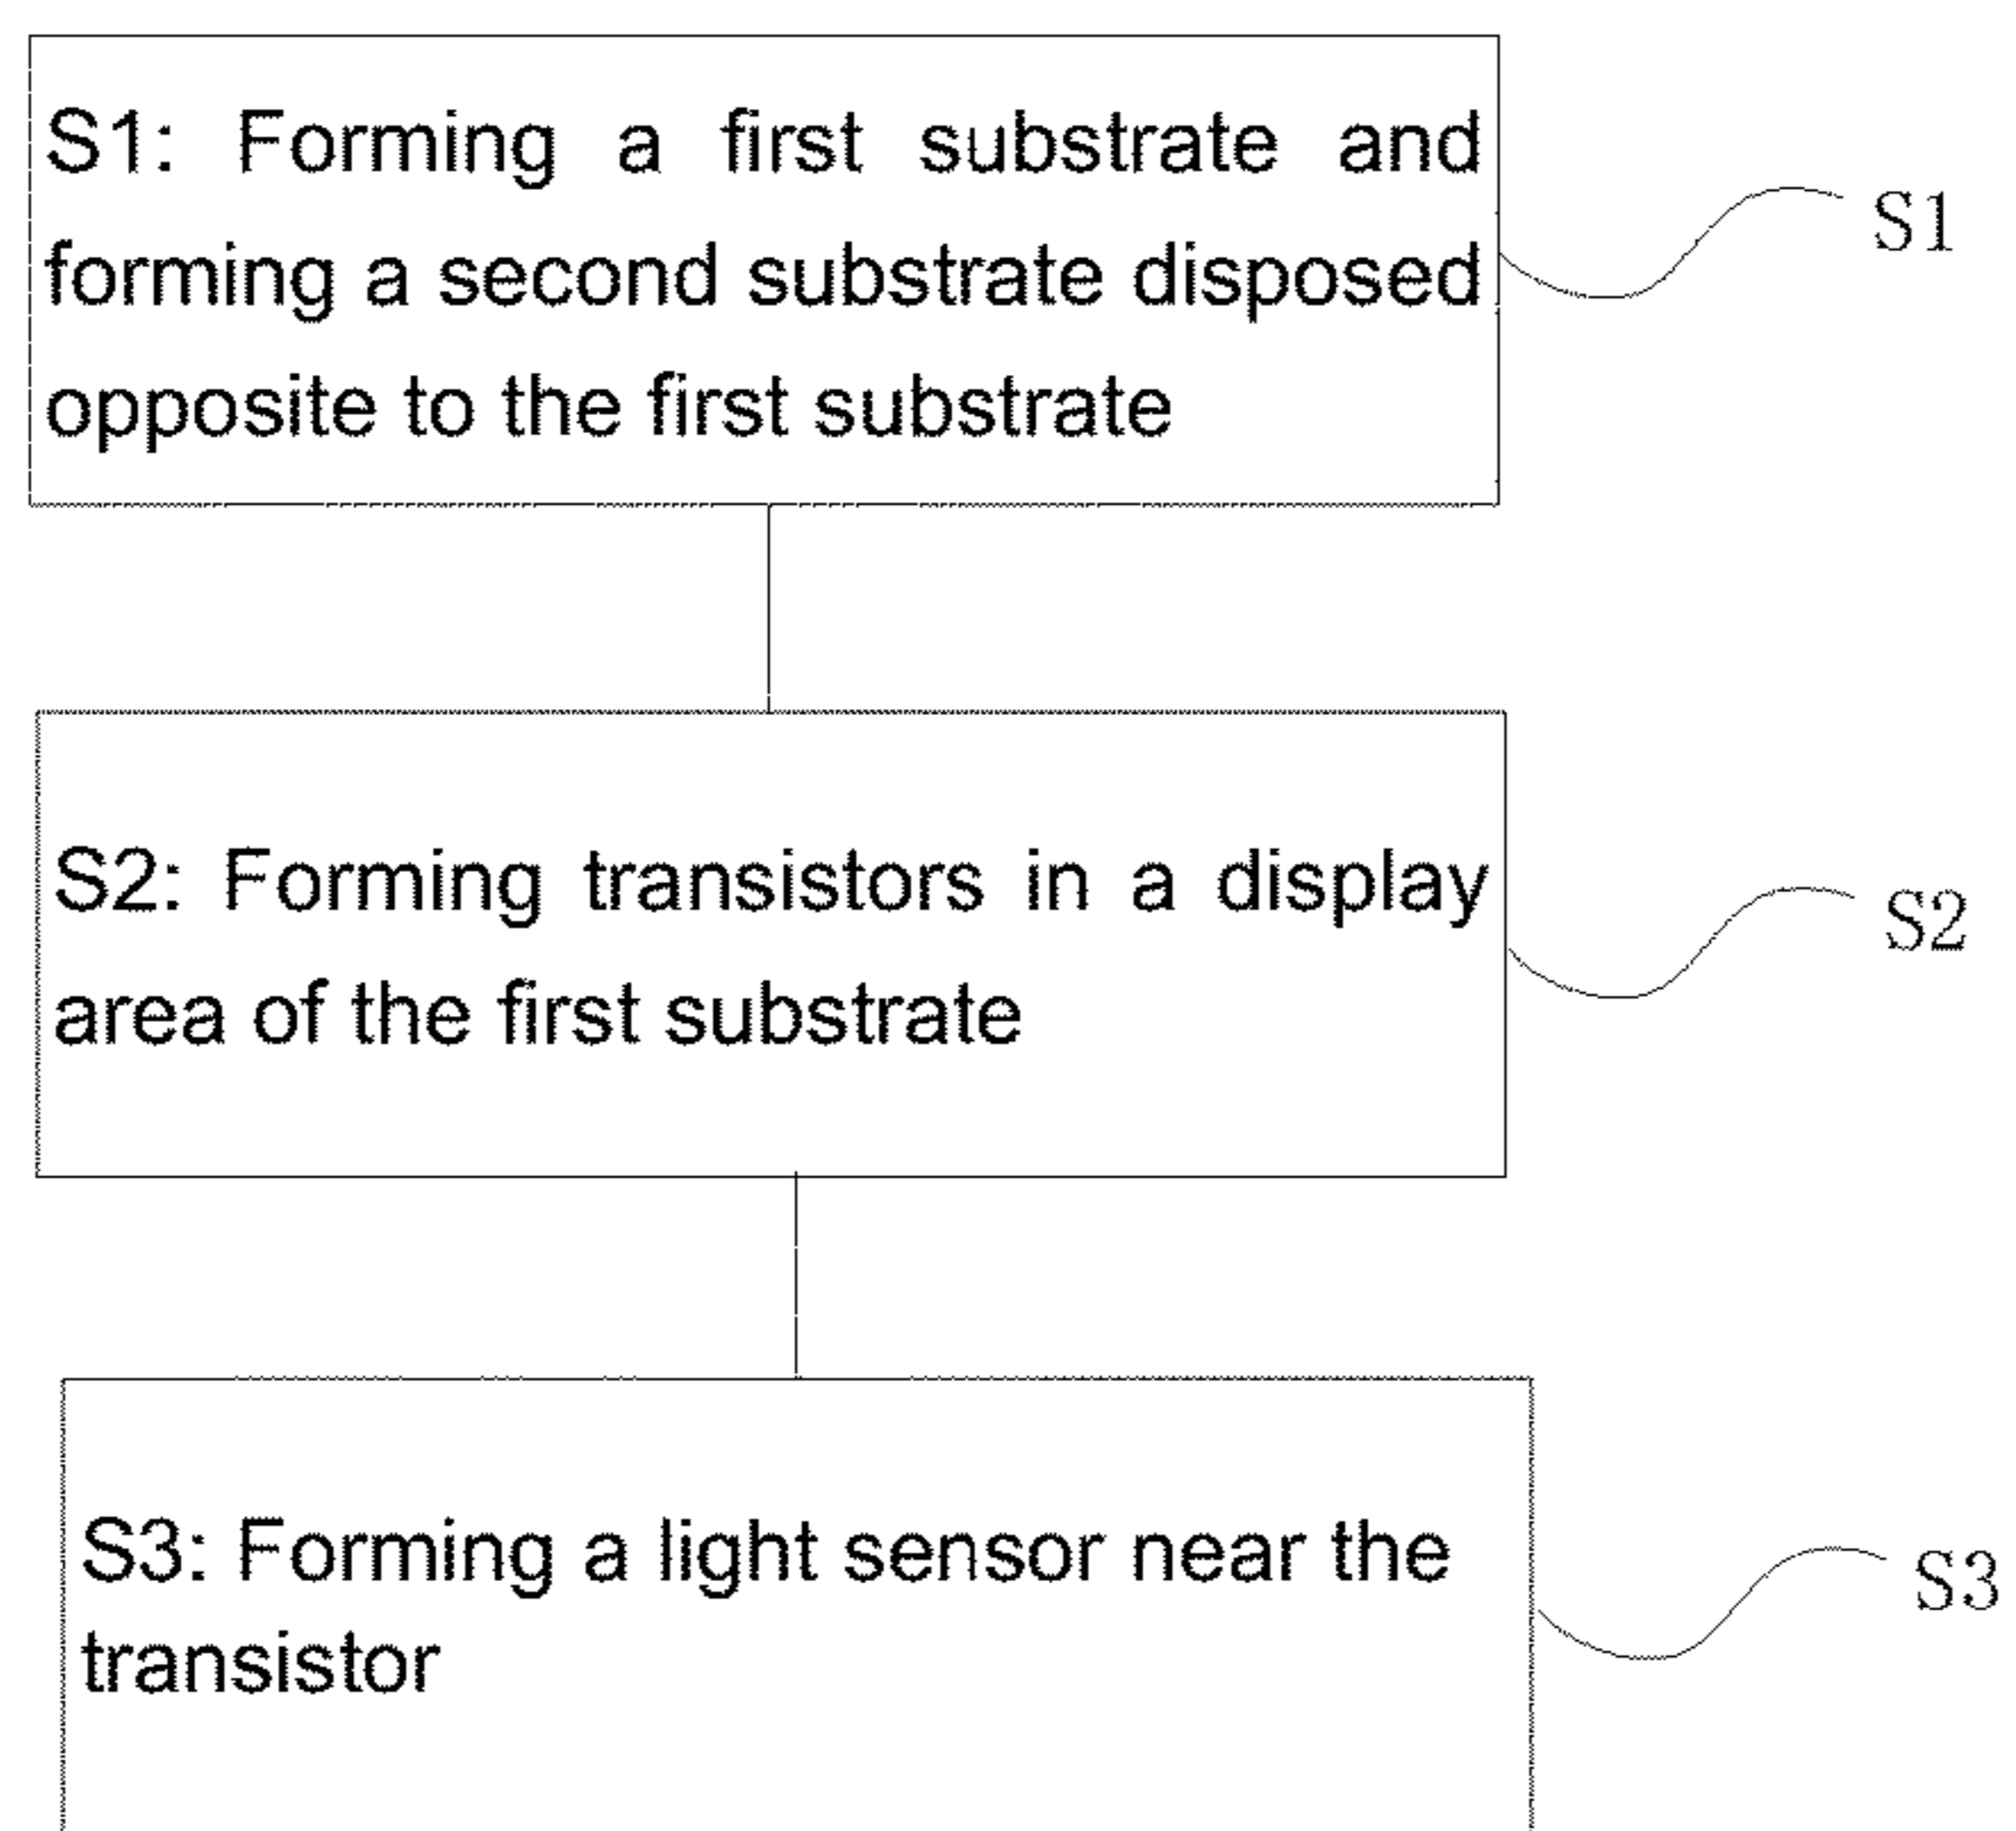 S1: Forming a first substrate and
forming a second substrate disposed
opposite to the first substrate
S1
S2: Forming transistors in a display
area of the first substrate
S2
S3: Forming a light sensor near the
transistor
S3